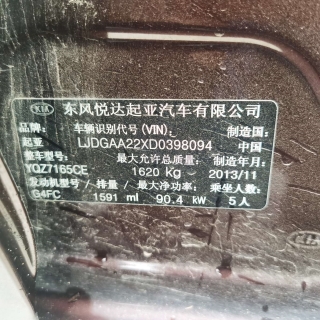 KIA 东风悦达起亚汽车有限公司
品牌: 车辆识别代号(VIN): 制造国:
起亚 LJDGAA22XD0398094 中国
整车型号: 最大允许总质量: 制造年月:
YQZ7165CE 1620 kg 2013/11
发动机型号 / 排量 / 最大净功率: 乘坐人数:
G4FC 1591 ml 90.4 kW 5人
KIA